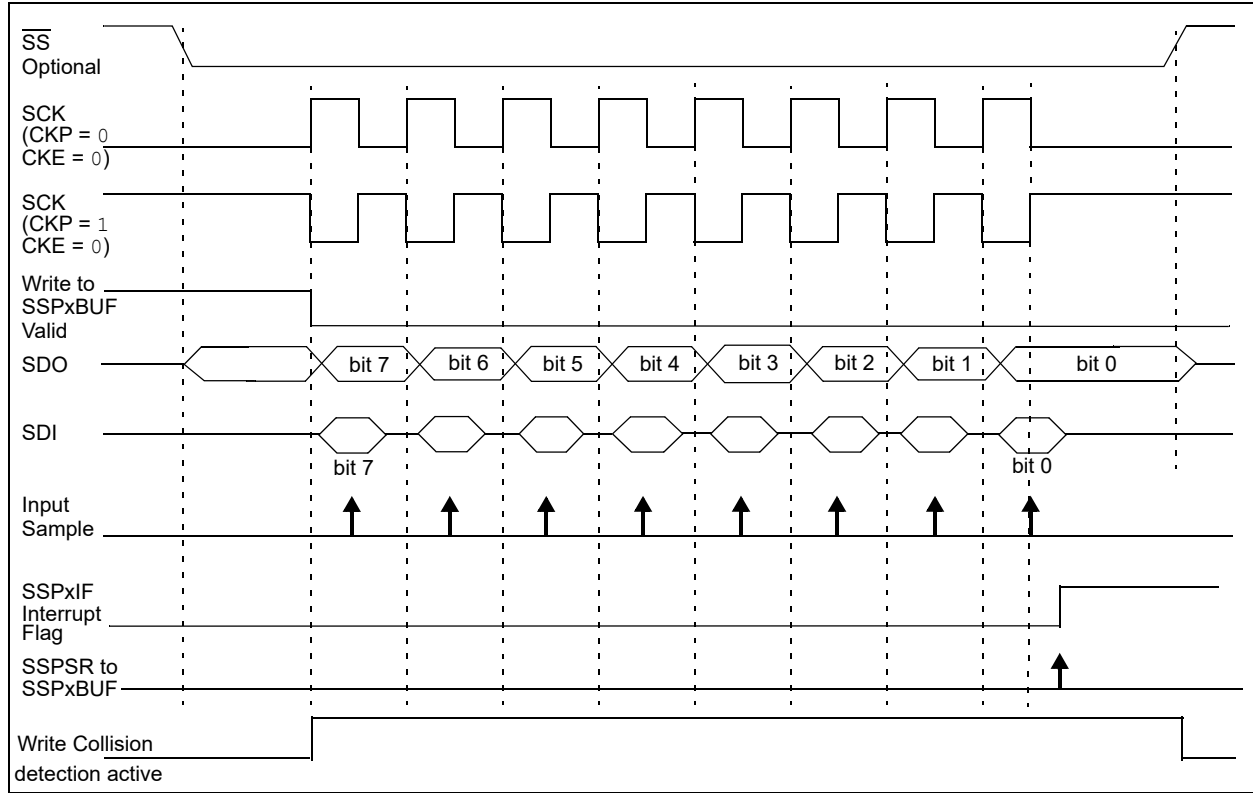 SS
Optional
SCK
(CKP = 0
CKE = 0)
SCK
(CKP = 1
CKE = 0)
Write to
SSPxBUF
Valid
SDO
bit 7 bit 6 bit 5 bit 4 bit 3 bit 2 bit 1 bit 0
SDI
bit 7 bit 0
Input
Sample
SSPxIF
Interrupt
Flag
SSPSR to
SSPxBUF
Write Collision
detection active